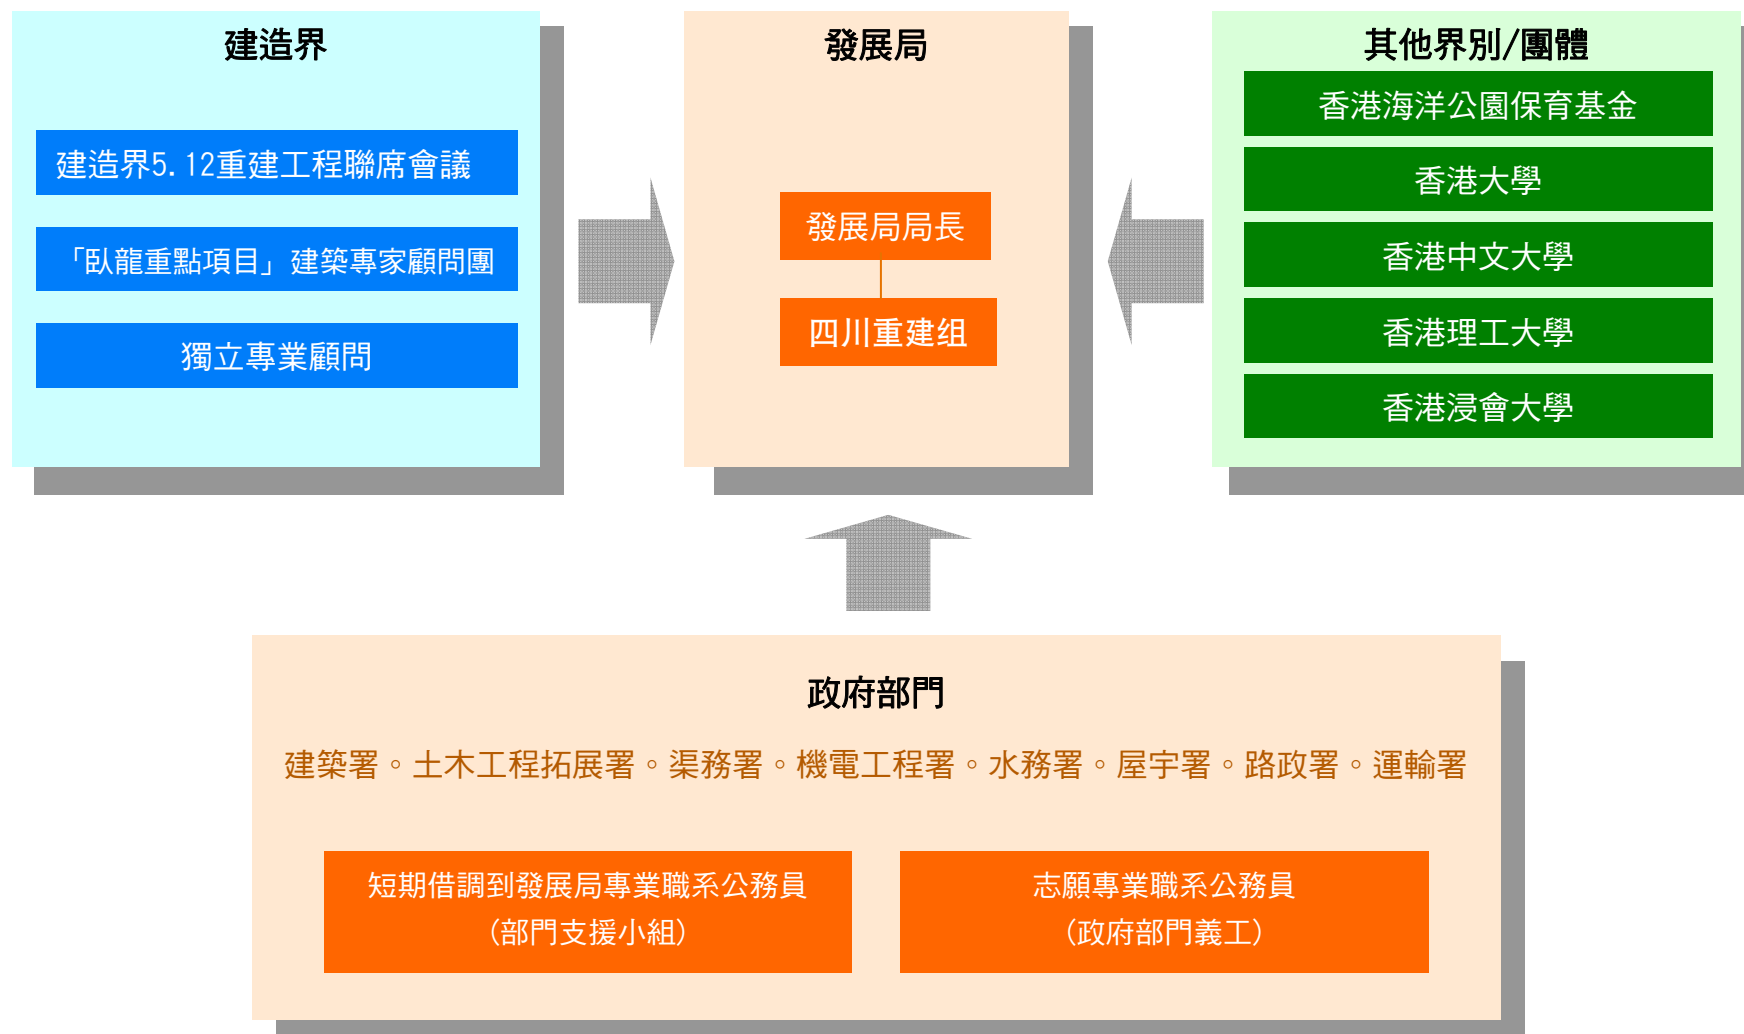 建造界
建造界5.12重建工程聯席會議
「臥龍重點項目」建築專家顧問團
獨立專業顧問
發展局
發展局局長
四川重建组
其他界別/團體
香港海洋公園保育基金
香港大學
香港中文大學
香港理工大學
香港浸會大學
政府部門
建築署。土木工程拓展署。渠務署。機電工程署。水務署。屋宇署。路政署。運輸署
短期借調到發展局專業職系公務員
(部門支援小組)
志願專業職系公務員
(政府部門義工)